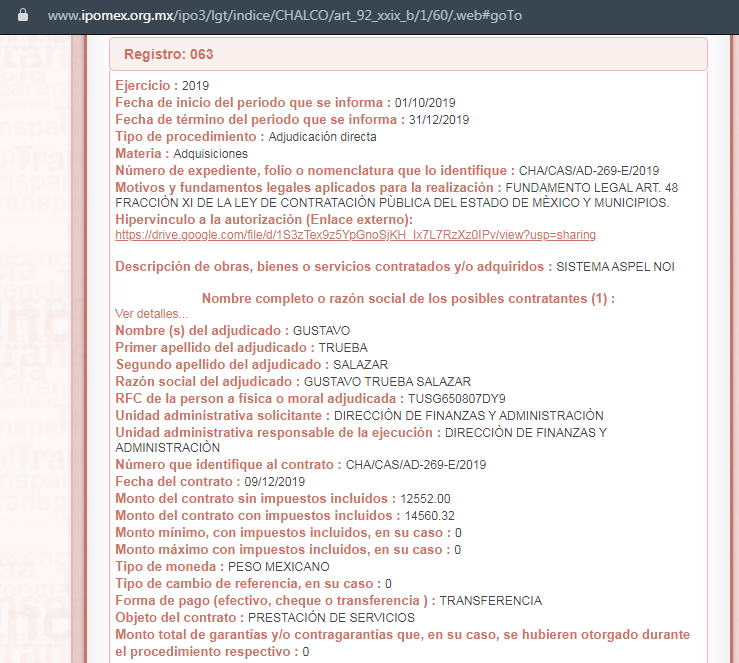 www.ipomex.org.mx/ipo3/lgt/indice/CHALCO/art_92_xxix_b/1/60/.web#goTo
Registro: 063
Ejercicio : 2019
Fecha de inicio del periodo que se informa : 01/10/2019
Fecha de término del periodo que se informa : 31/12/2019
Tipo de procedimiento : Adjudicación directa
Materia : Adquisiciones
Número de expediente, folio o nomenclatura que lo identifique : CHA/CAS/AD-269-E/2019
Motivos y fundamentos legales aplicados para la realización : FUNDAMENTO LEGAL ART. 48
FRACCIÒN XI DE LA LEY DE CONTRATACIÒN PÙBLICA DEL ESTADO DE MÈXICO Y MUNICIPIOS.
Hipervínculo a la autorización (Enlace externo):
https://drive.google.com/file/d/1S3zTex9z5YpGnoSjKH_Ix7L7RzXz0IPv/view?usp=sharing
Descripción de obras, bienes o servicios contratados y/o adquiridos : SISTEMA ASPEL NOI
Nombre completo o razón social de los posibles contratantes (1) :
Ver detalles...
Nombre (s) del adjudicado : GUSTAVO
Primer apellido del adjudicado : TRUEBA
Segundo apellido del adjudicado : SALAZAR
Razón social del adjudicado : GUSTAVO TRUEBA SALAZAR
RFC de la person a física o moral adjudicada : TUSG650807DY9
Unidad administrativa solicitante : DIRECCIÒN DE FINANZAS Y ADMINISTRACIÒN
Unidad administrativa responsable de la ejecución : DIRECCIÒN DE FINANZAS Y
ADMINISTRACIÒN
Número que identifique al contrato : CHA/CAS/AD-269-E/2019
Fecha del contrato : 09/12/2019
Monto del contrato sin impuestos incluidos : 12552.00
Monto del contrato con impuestos incluidos : 14560.32
Monto mínimo, con impuestos incluidos, en su caso : 0
Monto máximo con impuestos incluidos, en su caso : 0
Tipo de moneda : PESO MEXICANO
Tipo de cambio de referencia, en su caso : 0
Forma de pago (efectivo, cheque o transferencia ) : TRANSFERENCIA
Objeto del contrato : PRESTACIÓN DE SERVICIOS
Monto total de garantías y/o contragarantías que, en su caso, se hubieren otorgado durante
el procedimiento respectivo : 0